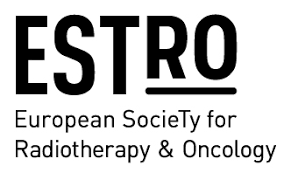 ESTRO
European SocieTy for
Radiotherapy & Oncology